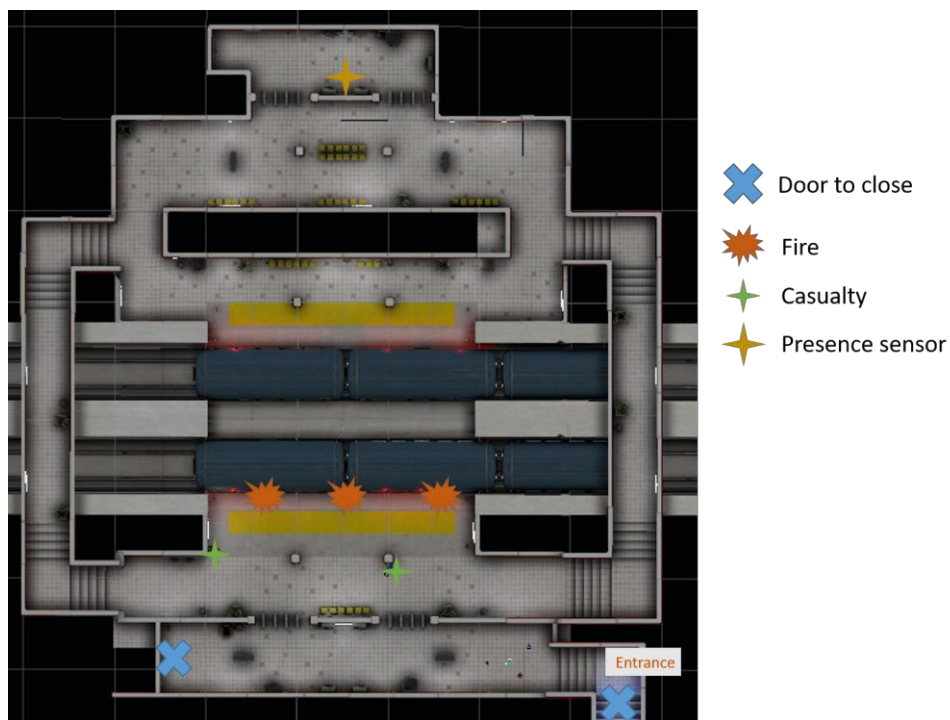 Door to close
Fire
Casualty
Presence sensor
Entrance